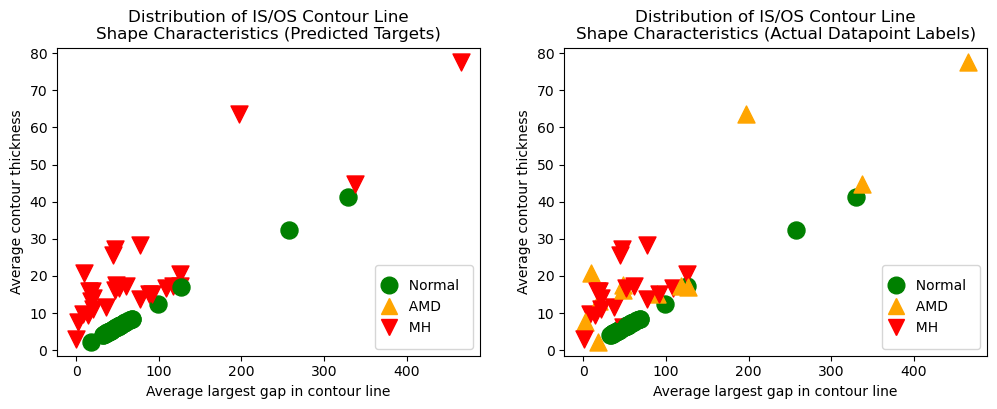 Distribution of IS/OS Contour Line
Shape Characteristics (Predicted Targets)
80
70
60
50
40
30
20
10
0
Average contour thickness
0 100 200 300 400
Average largest gap in contour line
Normal
AMD
MH
Distribution of IS/OS Contour Line
Shape Characteristics (Actual Datapoint Labels)
80
70
60
50
40
30
20
10
0
Average contour thickness
0 100 200 300 400
Average largest gap in contour line
Normal
AMD
MH